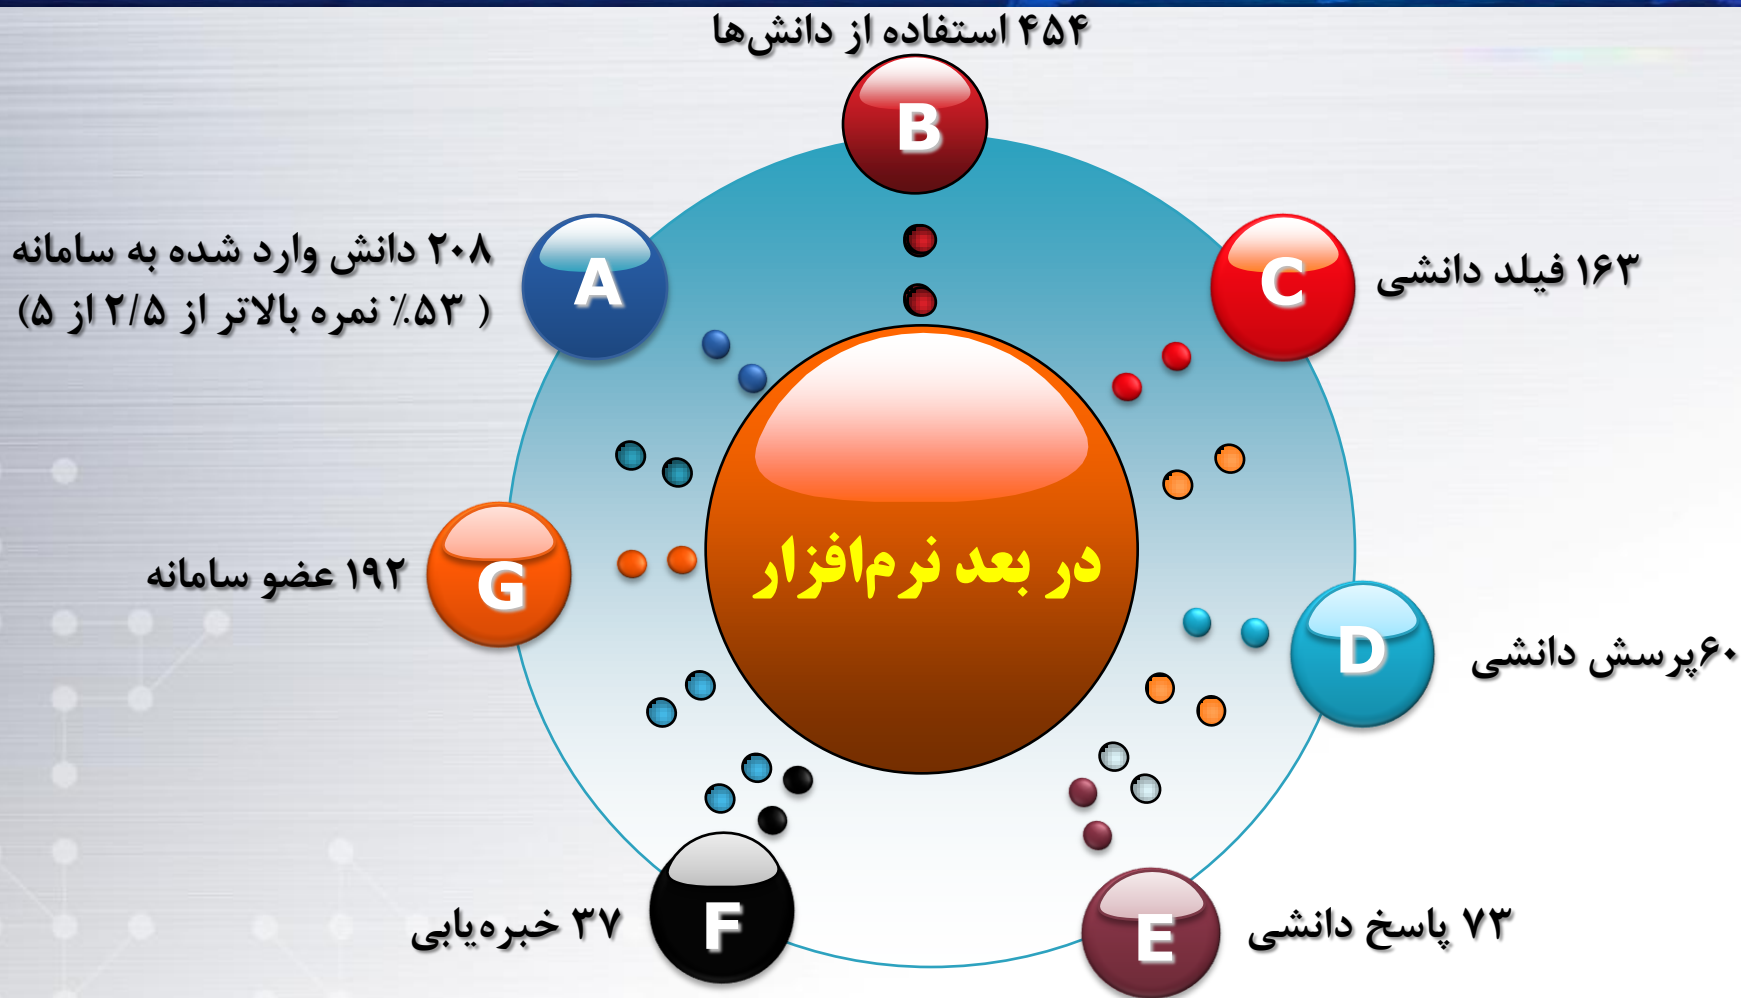 ۴۵۴ استفاده از دانش‌ها
B
A
۲۰۸ دانش وارد شده به سامانه
( ۵۳٪ نمره بالاتر از ۲/۵ از ۵)
C
۱۶۳ فیلد دانشی
در بعد نرم‌افزار
G
۱۹۲ عضو سامانه
D
۶۰پرسش دانشی
F
۳۷ خبره‌یابی
E
۷۳ پاسخ دانشی